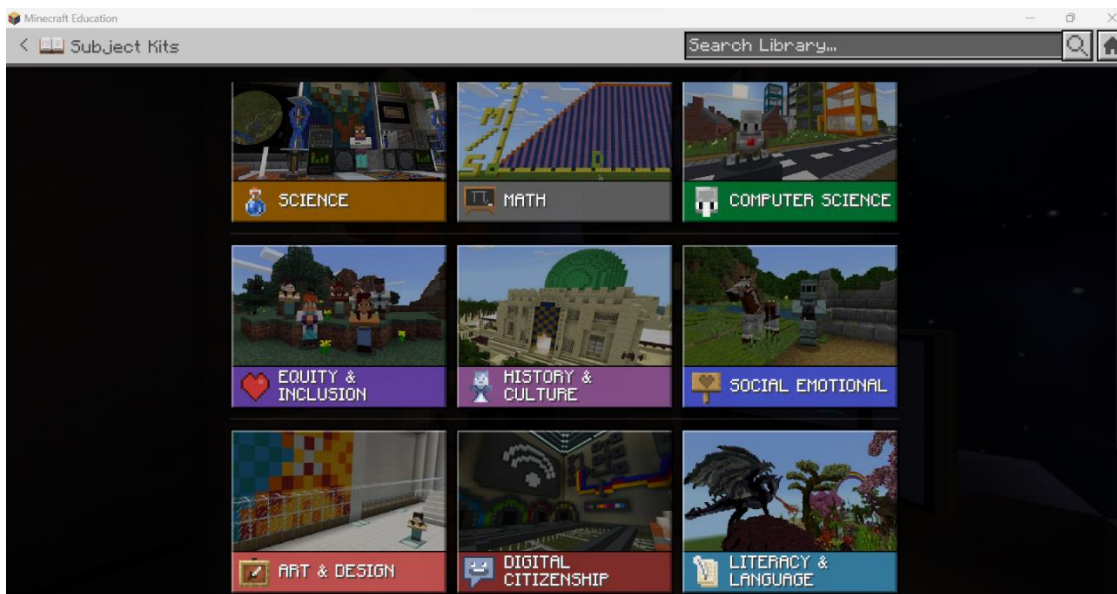 Minecraft Education
Subject Kits
Search Library...
SCIENCE
MATH
COMPUTER SCIENCE
EQUITY &
INCLUSION
HISTORY &
CULTURE
SOCIAL EMOTIONAL
ART & DESIGN
DIGITAL
CITIZENSHIP
LITERACY &
LANGUAGE